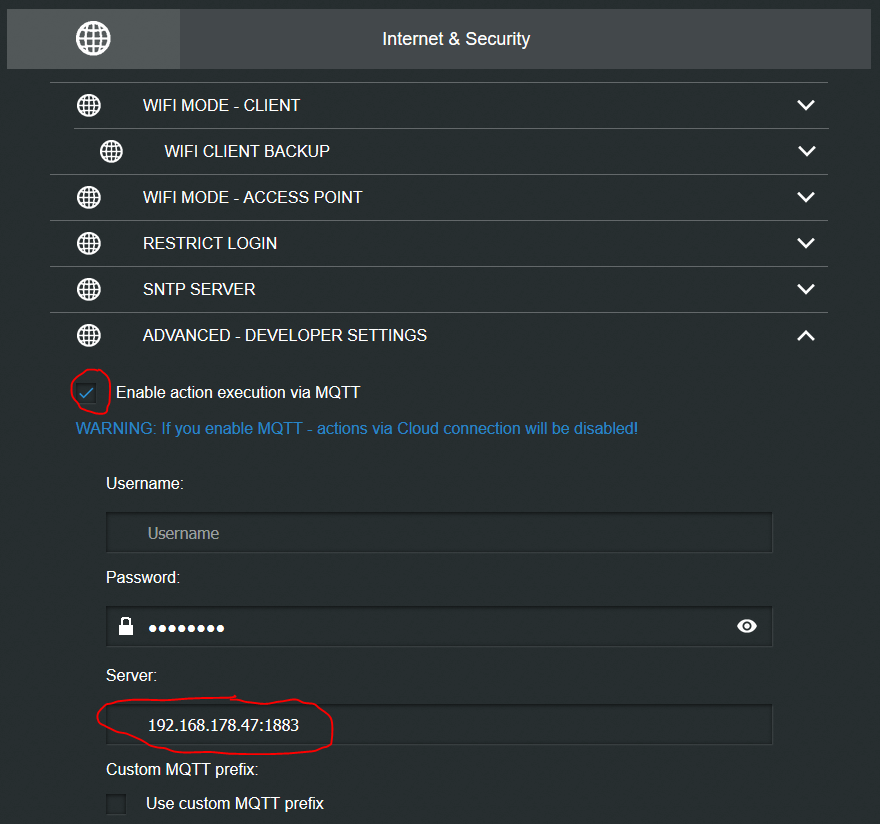 Internet & Security
WIFI MODE - CLIENT
WIFI CLIENT BACKUP
WIFI MODE - ACCESS POINT
RESTRICT LOGIN
SNTP SERVER
ADVANCED - DEVELOPER SETTINGS
Enable action execution via MQTT
WARNING: If you enable MQTT - actions via Cloud connection will be disabled!
Username:
Username
Password:
●●●●●●●●
Server:
192.168.178.47:1883
Custom MQTT prefix:
Use custom MQTT prefix